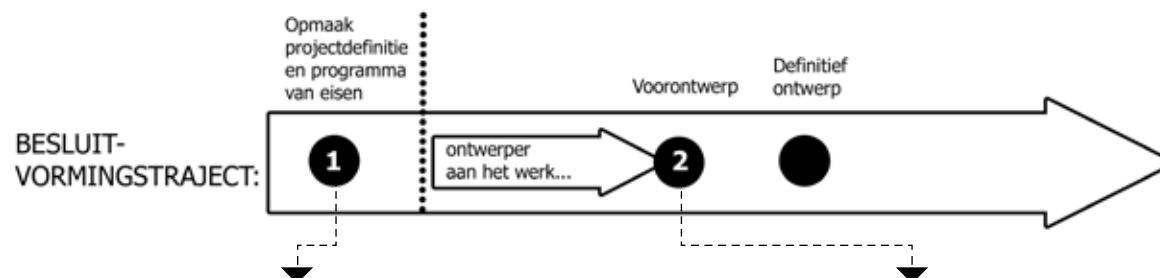 Opmaak
projectdefinitie
en programma
van eisen
Voorontwerp
Definitief
ontwerp
BESLUIT-
VORMINGSTRAJECT:
1
ontwerper
aan het werk...
2